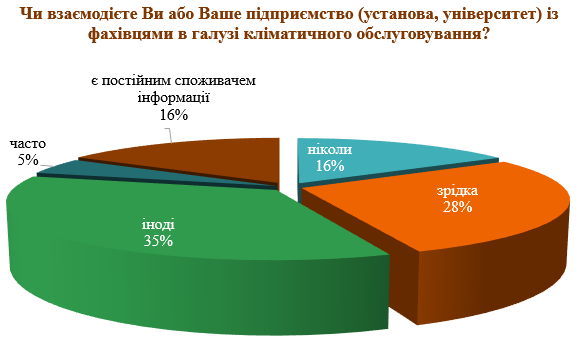 Чи взаємодієте Ви або Ваше підприємство (установа, університет) із
фахівцями в галузі кліматичного обслуговування?
є постійним споживачем
інформації
16%
часто
5%
ніколи
16%
зрідка
28%
іноді
35%